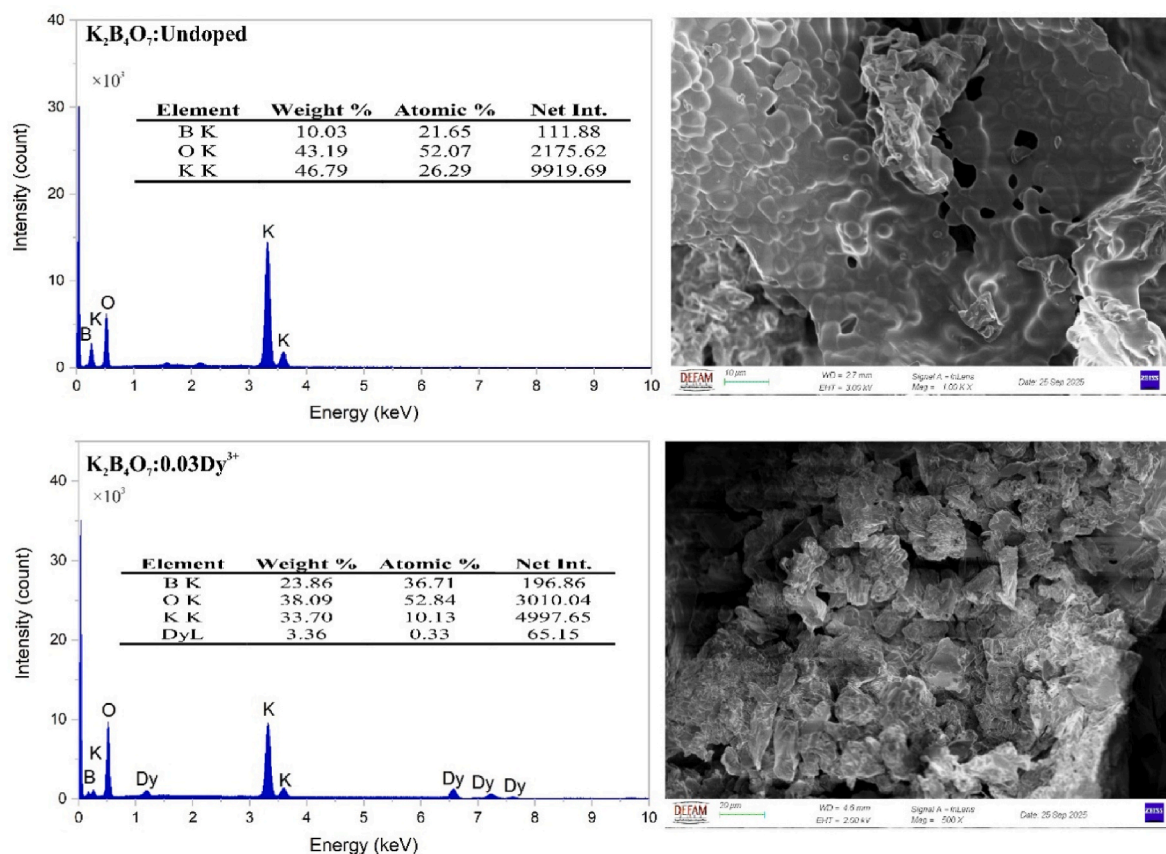 K₂B₄O₇:Undoped
×10³
Element Weight % Atomic % Net Int.
B K 10.03 21.65 111.88
O K 43.19 52.07 2175.62
K K 46.79 26.29 9919.69
Intensity (count)
40
30
20
10
0
B
K
O
K
K
0 1 2 3 4 5 6 7 8 9 10
Energy (keV)
DEFAM
10 µm
WD = 2.7 mm
EHT = 3.00 kV
Signal A = InLens
Mag = 1.00 K X
Date: 25 Sep 2025
ZEISS
K₂B₄O₇:0.03Dy³⁺
×10³
Element Weight % Atomic % Net Int.
B K 23.86 36.71 196.86
O K 38.09 52.84 3010.04
K K 33.70 10.13 4997.65
DyL 3.36 0.33 65.15
Intensity (count)
40
30
20
10
0
B
K
O
Dy
K
K
Dy
Dy
Dy
0 1 2 3 4 5 6 7 8 9 10
Energy (keV)
DEFAM
20 µm
WD = 4.6 mm
EHT = 2.00 kV
Signal A = InLens
Mag = 500 X
Date: 25 Sep 2025
ZEISS